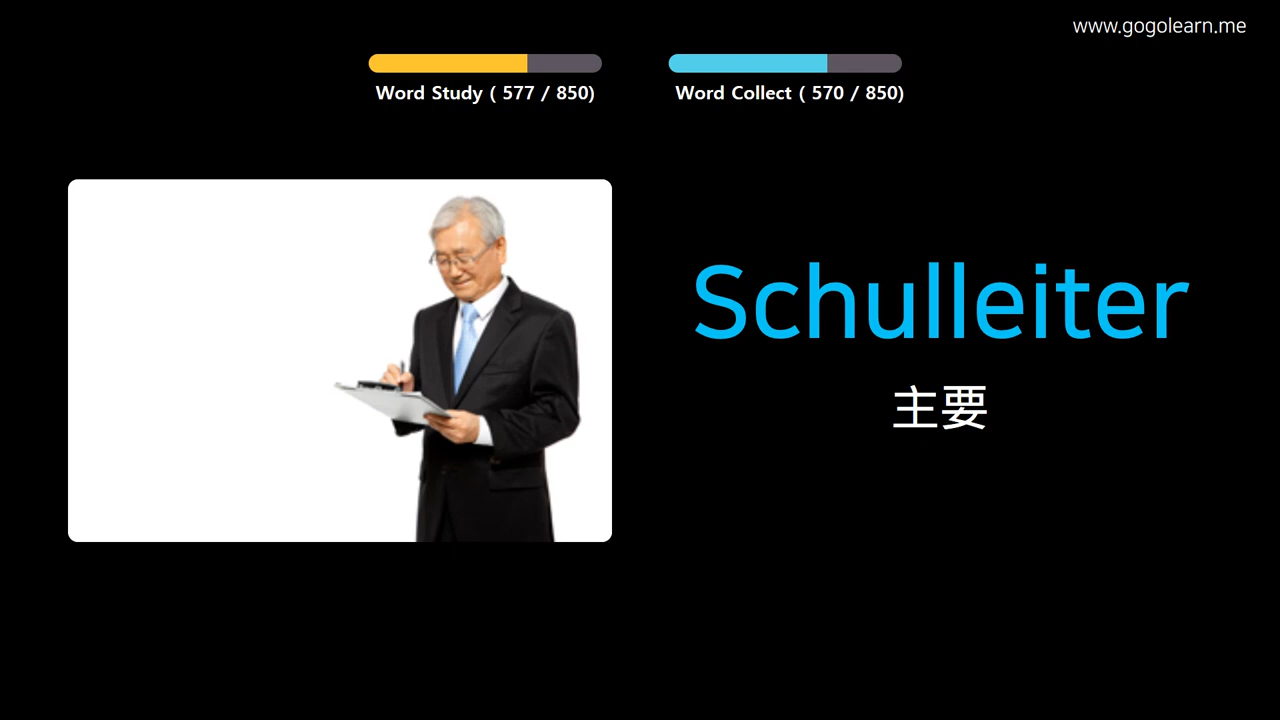 www.gogolearn.me
Word Study ( 577 / 850)
Word Collect ( 570 / 850)
Schulleiter
主要